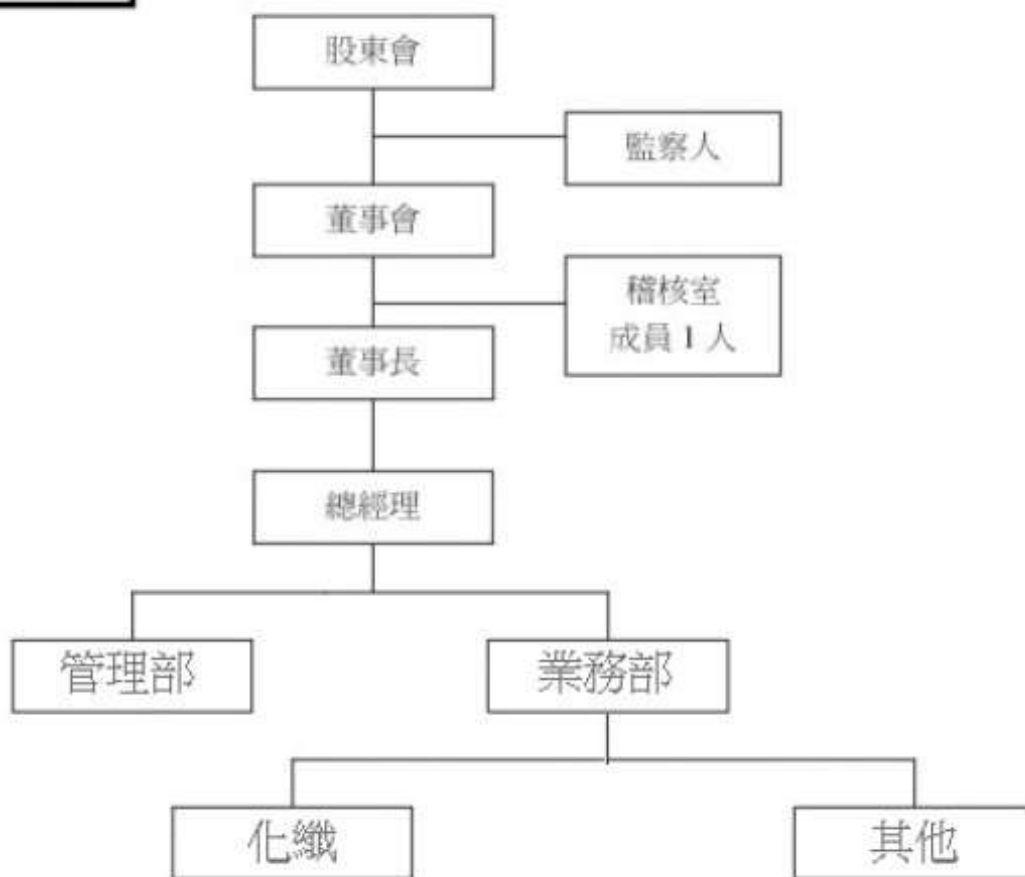 股東會
監察人
董事會
稽核室
成員 1 人
董事長
總經理
管理部
業務部
化纖
其他